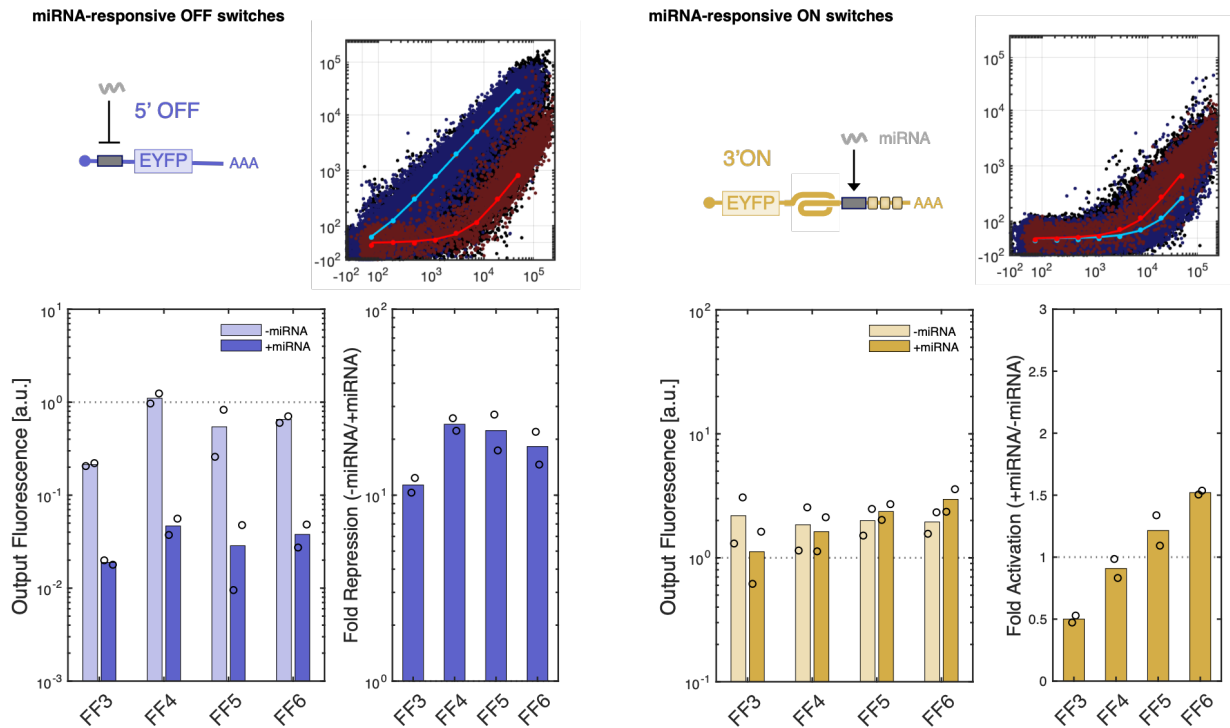 miRNA-responsive OFF switches
5' OFF
EYFP
AAA
10^5
10^4
10^3
10^2
-10^2
-10^2 10^2 10^3 10^4 10^5
Output Fluorescence [a.u.]
10^1
10^0
10^-1
10^-2
10^-3
-miRNA
+miRNA
FF3 FF4 FF5 FF6
Fold Repression (-miRNA/+miRNA)
10^2
10^1
10^0
FF3 FF4 FF5 FF6
miRNA-responsive ON switches
miRNA
3'ON
EYFP
AAA
10^5
10^4
10^3
10^2
-10^2
-10^2 10^2 10^3 10^4 10^5
Output Fluorescence [a.u.]
10^2
10^1
10^0
10^-1
-miRNA
+miRNA
FF3 FF4 FF5 FF6
Fold Activation (+miRNA/-miRNA)
3
2.5
2
1.5
1
0.5
0
FF3 FF4 FF5 FF6